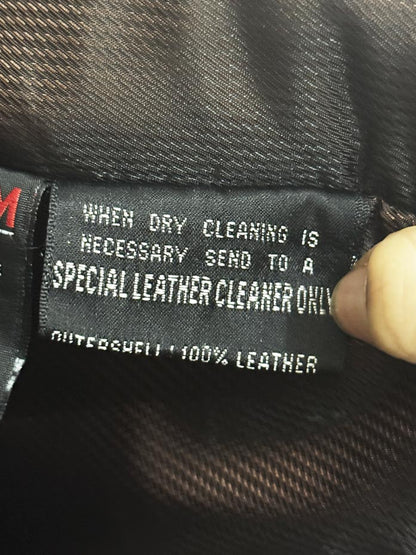 M
WHEN DRY CLEANING IS
NECESSARY SEND TO A
SPECIAL LEATHER CLEANER ONLY
OUTERSHELL: 100% LEATHER